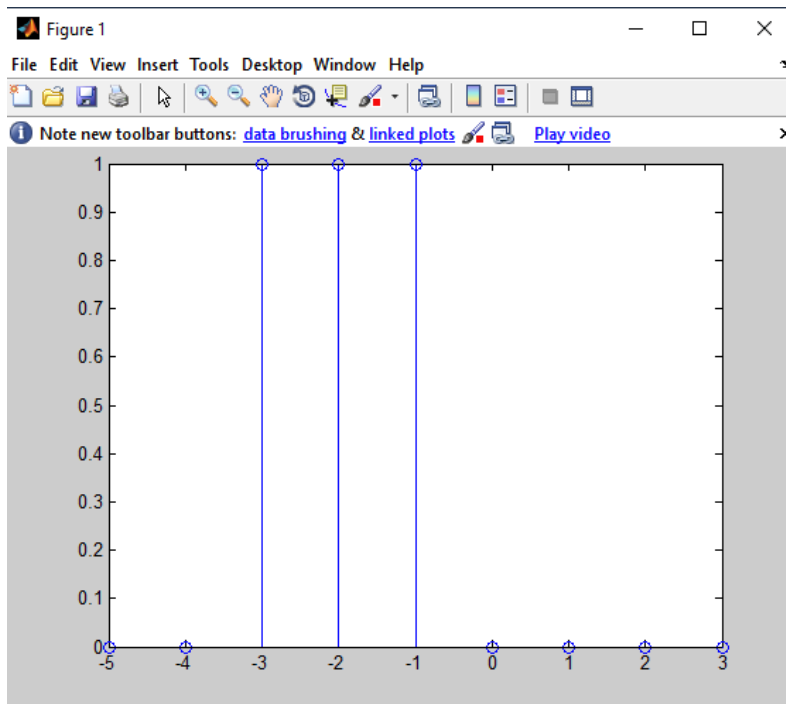 Figure 1
File Edit View Insert Tools Desktop Window Help
Note new toolbar buttons: data brushing & linked plots Play video
1
0.9
0.8
0.7
0.6
0.5
0.4
0.3
0.2
0.1
0
-5 -4 -3 -2 -1 0 1 2 3